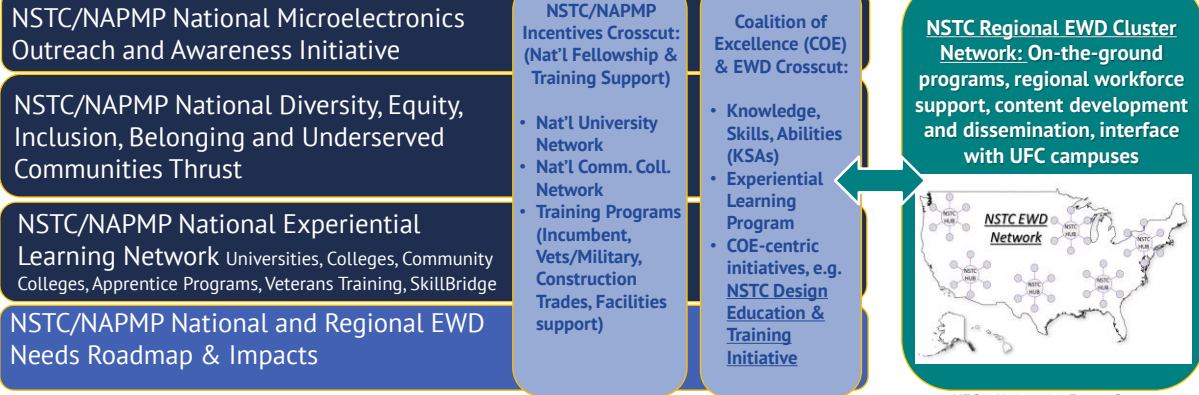 NSTC/NAPMP National Microelectronics
Outreach and Awareness Initiative
NSTC/NAPMP National Diversity, Equity,
Inclusion, Belonging and Underserved
Communities Thrust
NSTC/NAPMP National Experiential
Learning Network Universities, Colleges, Community
Colleges, Apprentice Programs, Veterans Training, SkillBridge
NSTC/NAPMP National and Regional EWD
Needs Roadmap & Impacts
NSTC/NAPMP
Incentives Crosscut:
(Nat'l Fellowship &
Training Support)
• Nat'l University
Network
• Nat'l Comm. Coll.
Network
• Training Programs
(Incumbent,
Vets/Military,
Construction
Trades, Facilities
support)
Coalition of
Excellence (COE)
& EWD Crosscut:
• Knowledge,
Skills, Abilities
(KSAs)
• Experiential
Learning
Program
• COE-centric
initiatives, e.g.
NSTC Design
Education &
Training
Initiative
NSTC Regional EWD Cluster
Network: On-the-ground
programs, regional workforce
support, content development
and dissemination, interface
with UFC campuses
NSTC EWD
Network
NSTC
HUB
NSTC
HUB
NSTC
HUB
NSTC
HUB
NSTC
HUB
NSTC
HUB